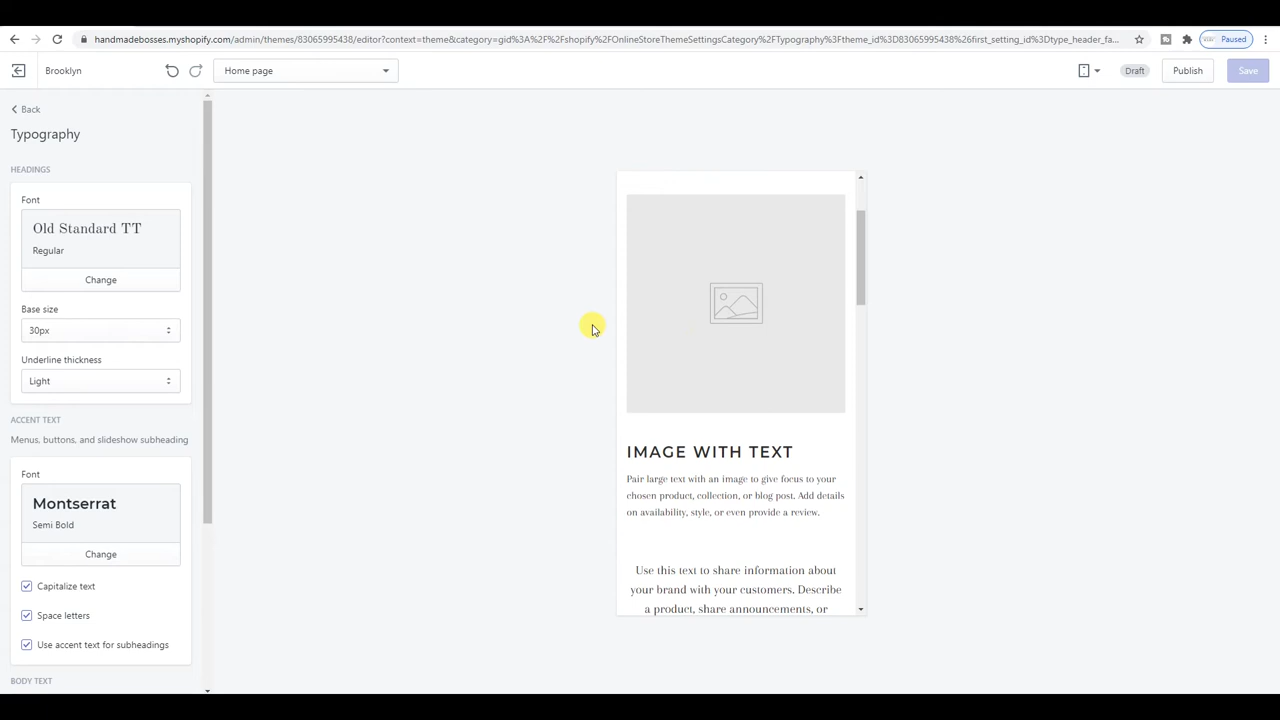 handmadebosses.myshopify.com/admin/themes/83065995438/editor?context=theme&category=gid%3A%2F%2Fshopify%2FOnlineStoreThemeSettingsCategory%2FTypography%3Ftheme_id%3D83065995438%26first_setting_id%3Dtype_header_fa...
Paused
Brooklyn
Home page
Draft
Publish
Save
Back
Typography
HEADINGS
Font
Old Standard TT
Regular
Change
Base size
30px
Underline thickness
Light
ACCENT TEXT
Menus, buttons, and slideshow subheading
Font
Montserrat
Semi Bold
Change
Capitalize text
Space letters
Use accent text for subheadings
BODY TEXT
IMAGE WITH TEXT
Pair large text with an image to give focus to your
chosen product, collection, or blog post. Add details
on availability, style, or even provide a review.
Use this text to share information about
your brand with your customers. Describe
a product, share announcements, or